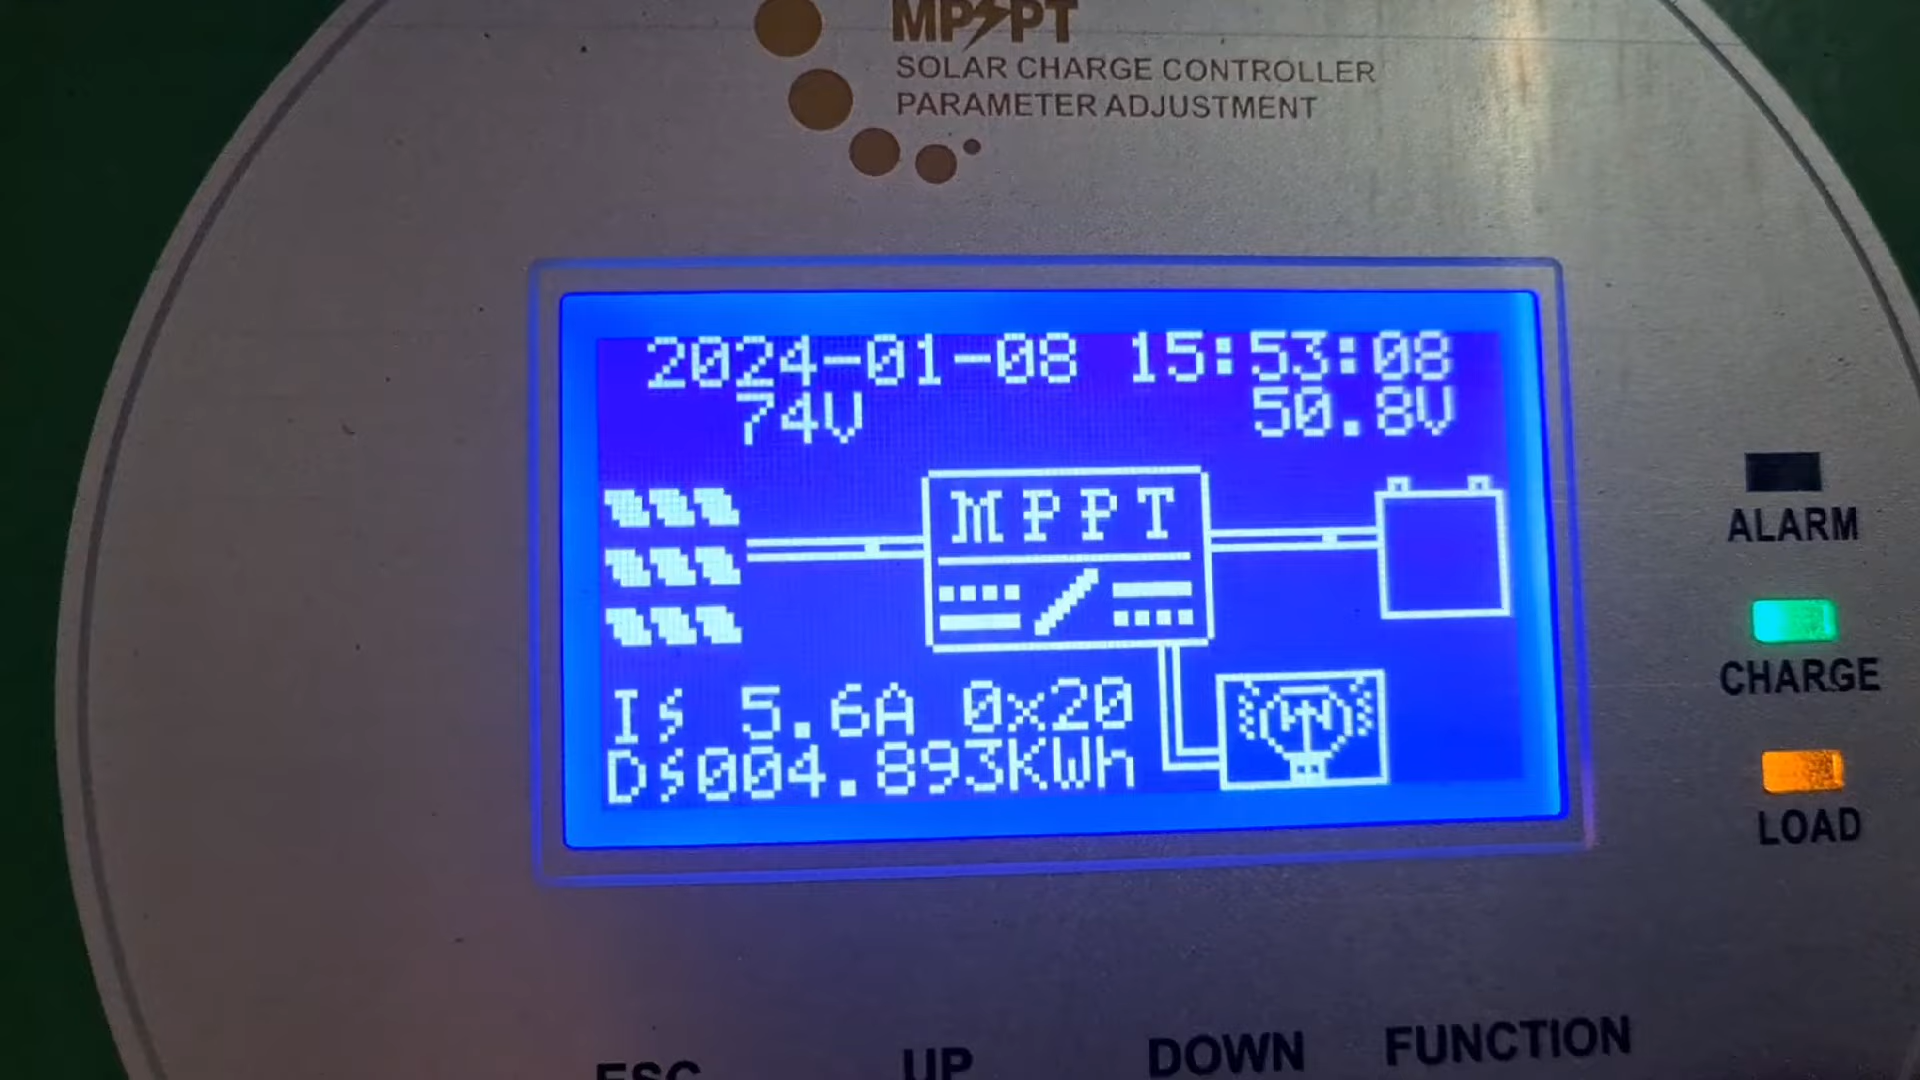 MPPT
SOLAR CHARGE CONTROLLER
PARAMETER ADJUSTMENT
2024-01-08 15:53:08
74V 50.8V
MPPT
I 5.6A 0x20
D 004.893KWh
ALARM
CHARGE
LOAD
ESC UP DOWN FUNCTION